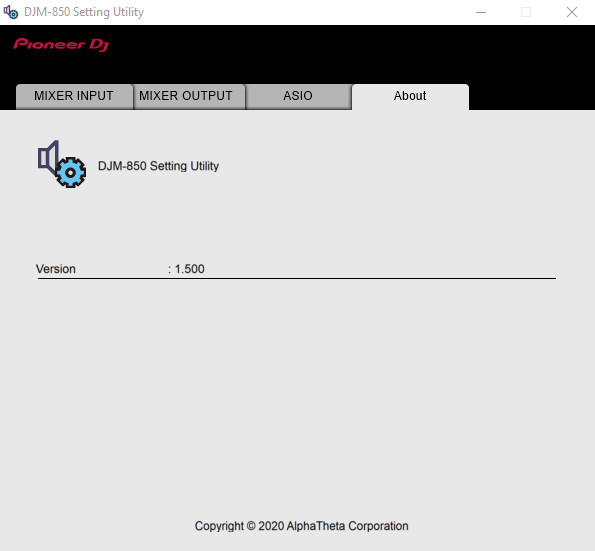 DJM-850 Setting Utility
Pioneer Dj
MIXER INPUT MIXER OUTPUT ASIO About
DJM-850 Setting Utility
Version : 1.500
Copyright © 2020 AlphaTheta Corporation